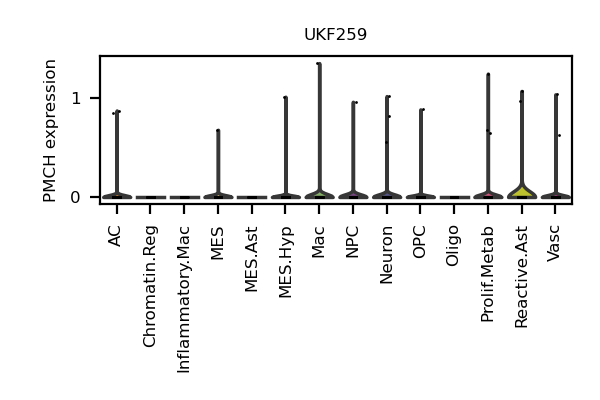 UKF259
PMCH expression
1
0
AC
Chromatin.Reg
Inflammatory.Mac
MES
MES.Ast
MES.Hyp
Mac
NPC
Neuron
OPC
Oligo
Prolif.Metab
Reactive.Ast
Vasc